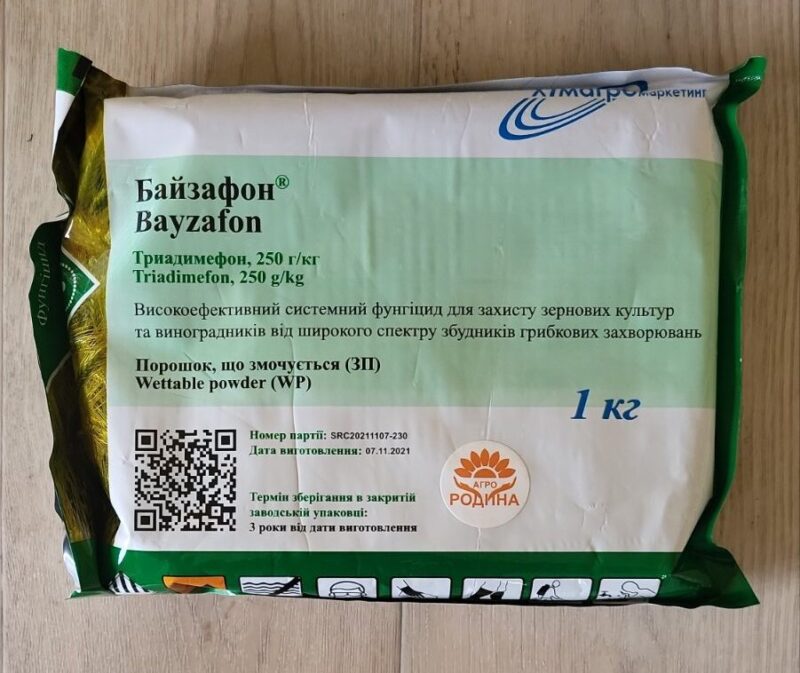 Хімагро маркетинг
Байзафон®
Bayzafon
Триадимефон, 250 г/кг
Triadimefon, 250 g/kg
Високоефективний системний фунгіцид для захисту зернових культур
та виноградників від широкого спектру збудників грибкових захворювань
Порошок, що змочується (ЗП)
Wettable powder (WP)
1 кг
Номер партії: SRC20211107-230
Дата виготовлення: 07.11.2021
Термін зберігання в закритій
заводській упаковці:
3 роки від дати виготовлення
АГРО
РОДИНА
Фунгіцид